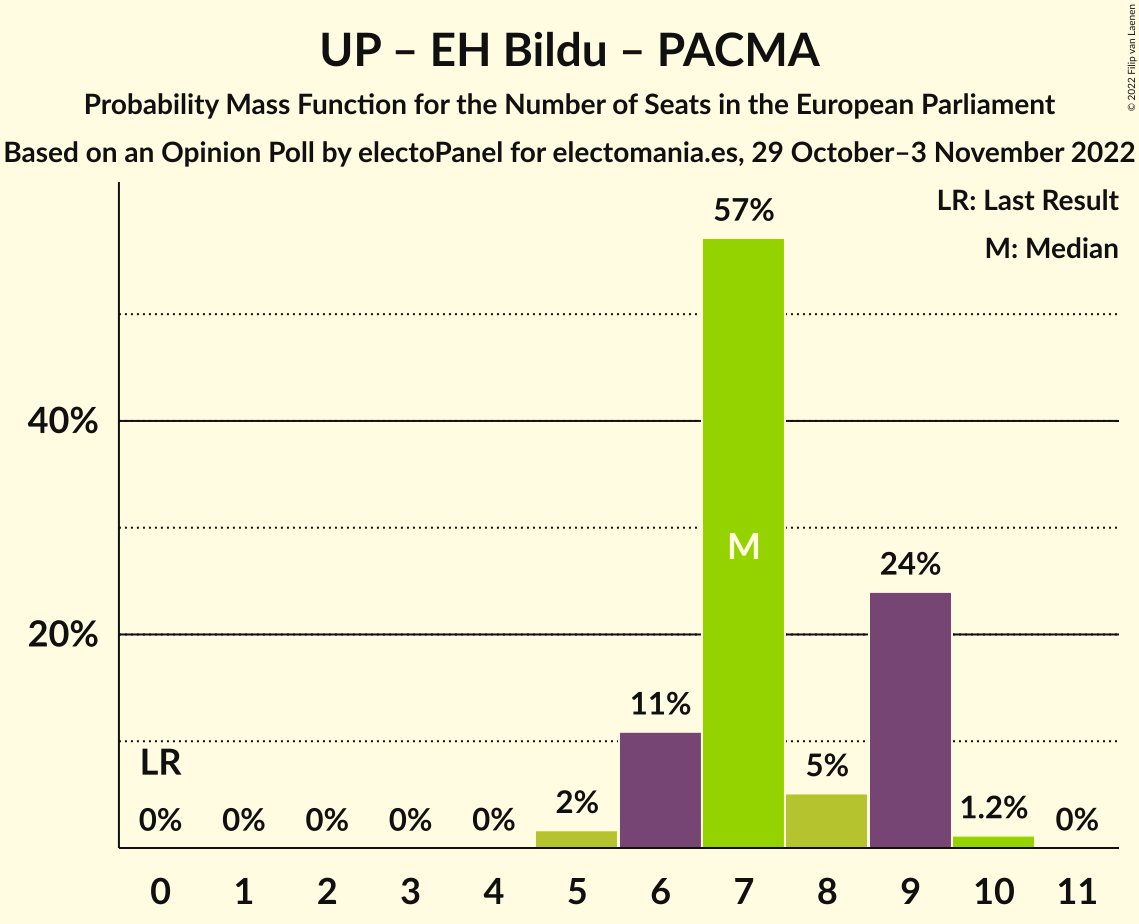 UP – EH Bildu – PACMA
Probability Mass Function for the Number of Seats in the European Parliament
Based on an Opinion Poll by electoPanel for electomania.es, 29 October–3 November 2022
© 2022 Filip van Laenen
LR: Last Result
M: Median
57%
40%
M
24%
20%
11%
LR
5%
2%
1.2%
0% 0% 0% 0% 0% 0%
0 1 2 3 4 5 6 7 8 9 10 11